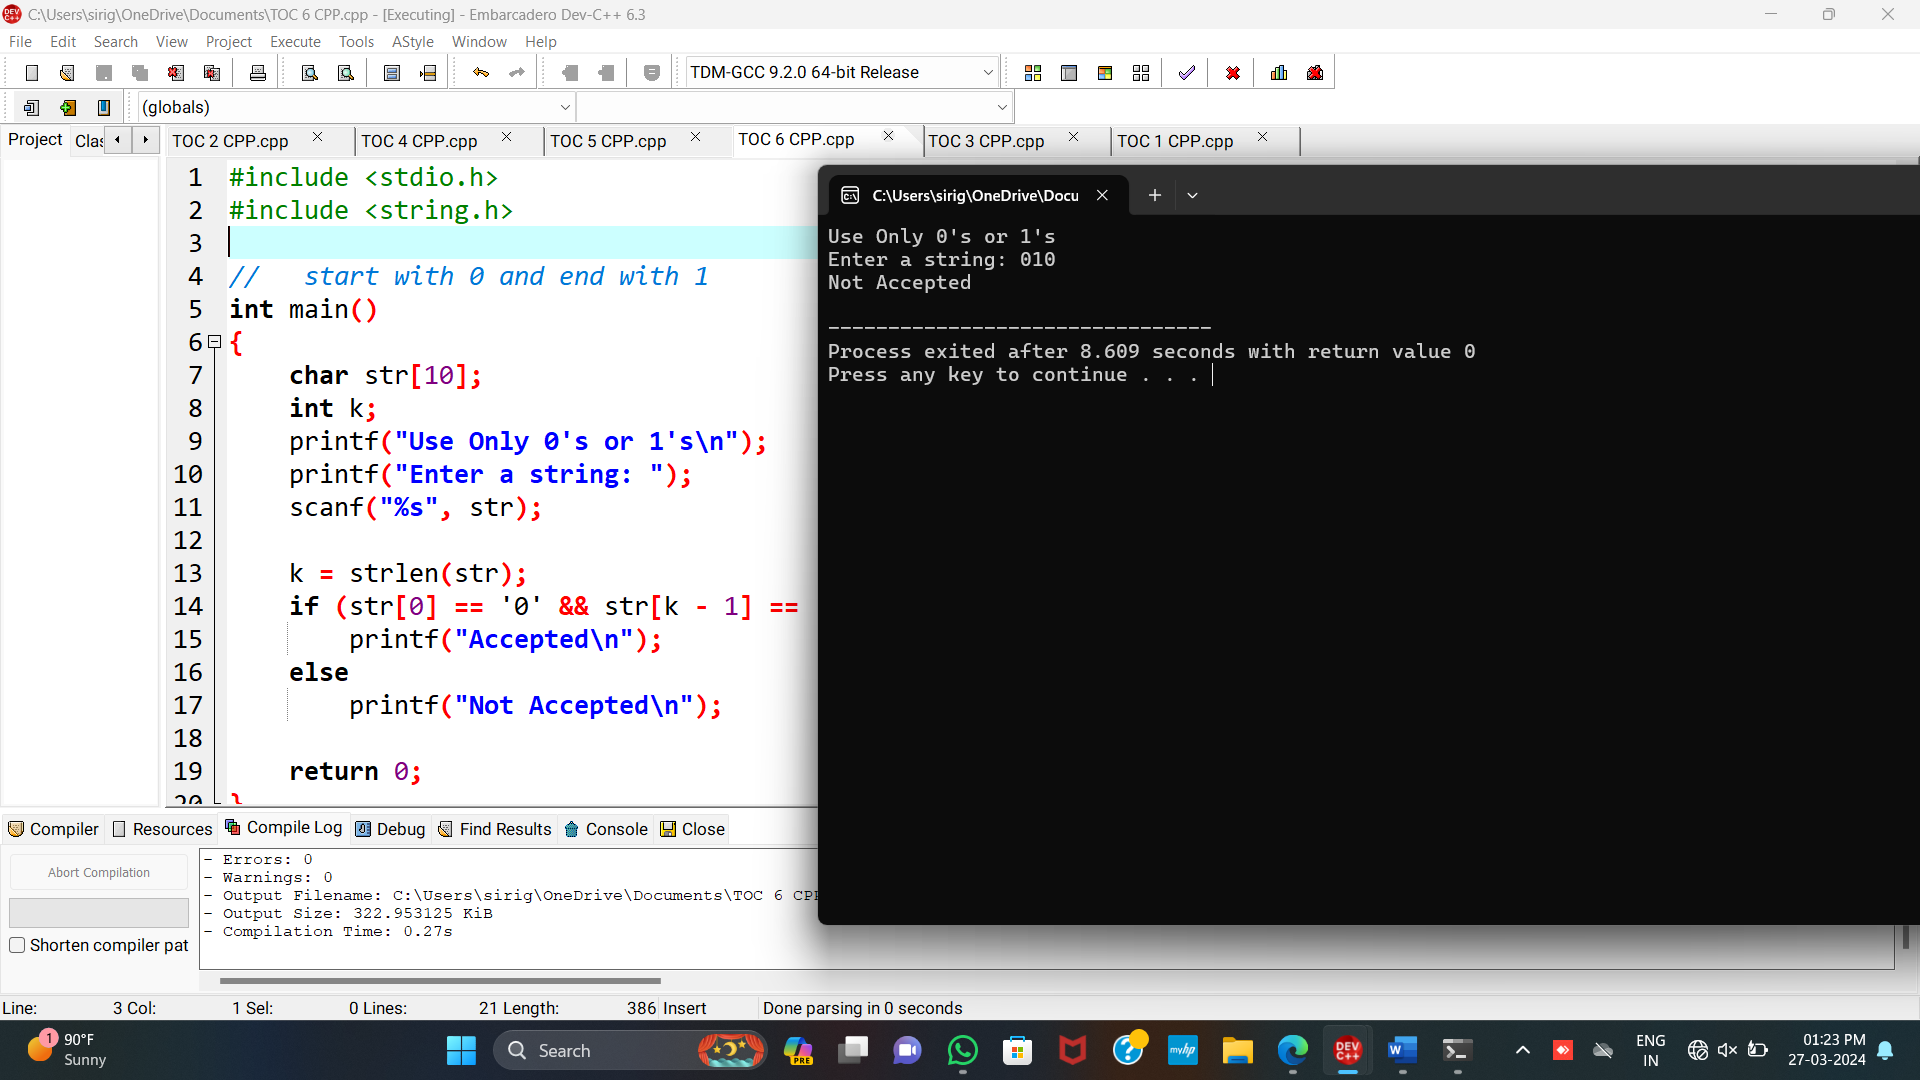 C:\Users\sirig\OneDrive\Documents\TOC 6 CPP.cpp - [Executing] - Embarcadero Dev-C++ 6.3
File Edit Search View Project Execute Tools AStyle Window Help
TDM-GCC 9.2.0 64-bit Release
(globals)
Project Clas TOC 2 CPP.cpp TOC 4 CPP.cpp TOC 5 CPP.cpp TOC 6 CPP.cpp TOC 3 CPP.cpp TOC 1 CPP.cpp
1 #include <stdio.h>
2 #include <string.h>
3
4 // start with 0 and end with 1
5 int main()
6 {
7 char str[10];
8 int k;
9 printf("Use Only 0's or 1's\n");
10 printf("Enter a string: ");
11 scanf("%s", str);
12
13 k = strlen(str);
14 if (str[0] == '0' && str[k - 1] ==
15 printf("Accepted\n");
16 else
17 printf("Not Accepted\n");
18
19 return 0;
20 }
C:\Users\sirig\OneDrive\Docu
Use Only 0's or 1's
Enter a string: 010
Not Accepted
--------------------------------
Process exited after 8.609 seconds with return value 0
Press any key to continue . . .
Compiler Resources Compile Log Debug Find Results Console Close
Abort Compilation
Shorten compiler pat
- Errors: 0
- Warnings: 0
- Output Filename: C:\Users\sirig\OneDrive\Documents\TOC 6 CPP
- Output Size: 322.953125 KiB
- Compilation Time: 0.27s
Line: 3 Col: 1 Sel: 0 Lines: 21 Length: 386 Insert Done parsing in 0 seconds
1
90°F
Sunny
Search
PRE
myhp
DEV C++
W
ENG
IN
01:23 PM
27-03-2024